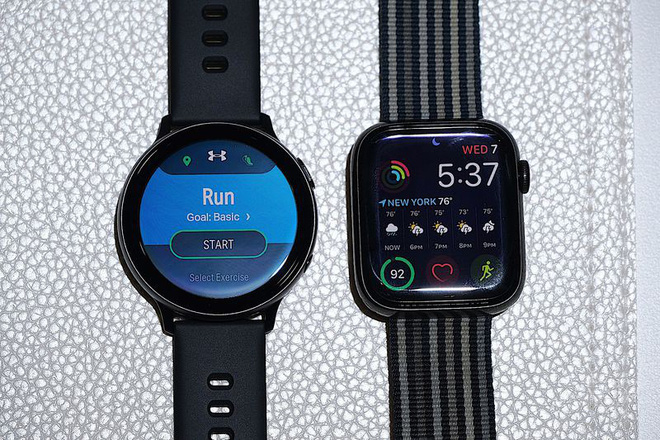 Run
Goal: Basic >
START
Select Exercise
WED 7
5:37
NEW YORK 76°
76° 76° 75° 73° 75°
NOW 6PM 7PM 8PM 9PM
92